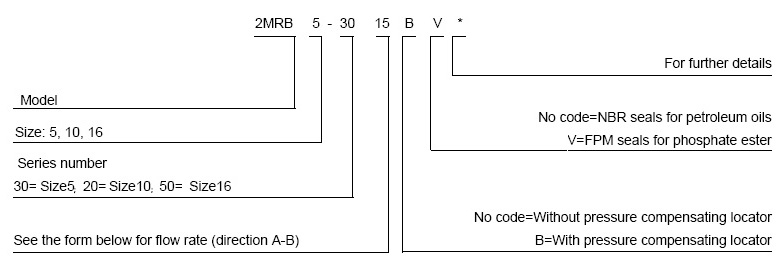 2MRB 5 - 30 15 B V *
For further details
Model
No code=NBR seals for petroleum oils
Size: 5, 10, 16
V=FPM seals for phosphate ester
Series number
30= Size5, 20= Size10, 50= Size16
No code=Without pressure compensating locator
See the form below for flow rate (direction A-B)
B=With pressure compensating locator